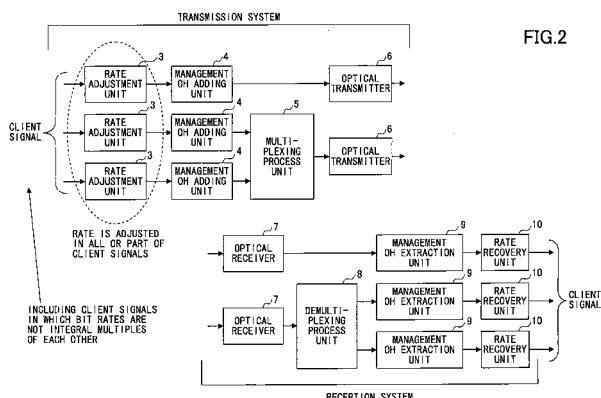 TRANSMISSION SYSTEM
FIG.2
3
RATE
ADJUSTMENT
UNIT
4
MANAGEMENT
OH ADDING
UNIT
6
OPTICAL
TRANSMITTER
CLIENT
SIGNAL
3
RATE
ADJUSTMENT
UNIT
4
MANAGEMENT
OH ADDING
UNIT
5
MULTI-
PLEXING
PROCESS
UNIT
6
OPTICAL
TRANSMITTER
3
RATE
ADJUSTMENT
UNIT
4
MANAGEMENT
OH ADDING
UNIT
RATE IS ADJUSTED
IN ALL OR PART OF
CLIENT SIGNALS
INCLUDING CLIENT SIGNALS
IN WHICH BIT RATES ARE
NOT INTEGRAL MULTIPLES
OF EACH OTHER
7
OPTICAL
RECEIVER
9
MANAGEMENT
OH EXTRACTION
UNIT
10
RATE
RECOVERY
UNIT
7
OPTICAL
RECEIVER
8
DEMULTI-
PLEXING
PROCESS
UNIT
9
MANAGEMENT
OH EXTRACTION
UNIT
10
RATE
RECOVERY
UNIT
CLIENT
SIGNAL
9
MANAGEMENT
OH EXTRACTION
UNIT
10
RATE
RECOVERY
UNIT
RECEPTION SYSTEM